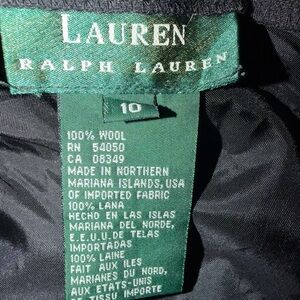 LAUREN
RALPH LAUREN
10
100% WOOL
RN 54050
CA 08349
MADE IN NORTHERN
MARIANA ISLANDS,USA
OF IMPORTED FABRIC
100% LANA
HECHO EN LAS ISLAS
MARIANA DEL NORDE,
E.E.U.U.DE TELAS
IMPORTADAS
100% LAINE
FAIT AUX ILES
MARIANES DU NORD,
AUX ETATS-UNIS
DE TISSU IMPORTE